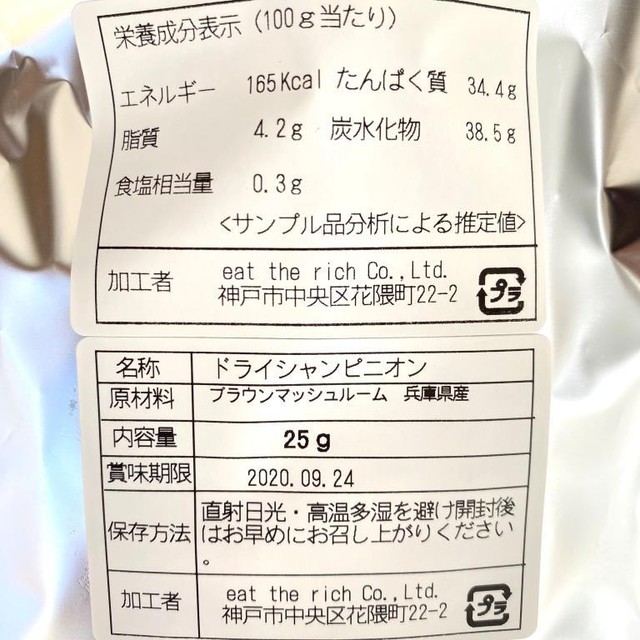 栄養成分表示（100g当たり）
エネルギー 165Kcal たんぱく質 34.4g
脂質 4.2g 炭水化物 38.5g
食塩相当量 0.3g
<サンプル品分析による推定値>
加工者 eat the rich Co.,Ltd.
神戸市中央区花隈町22-2
プラ
名称 ドライシャンピニオン
原材料 ブラウンマッシュルーム 兵庫県産
内容量 25g
賞味期限 2020.09.24
保存方法 直射日光・高温多湿を避け開封後
はお早めにお召し上がりください
。
加工者 eat the rich Co.,Ltd.
神戸市中央区花隈町22-2
プラ